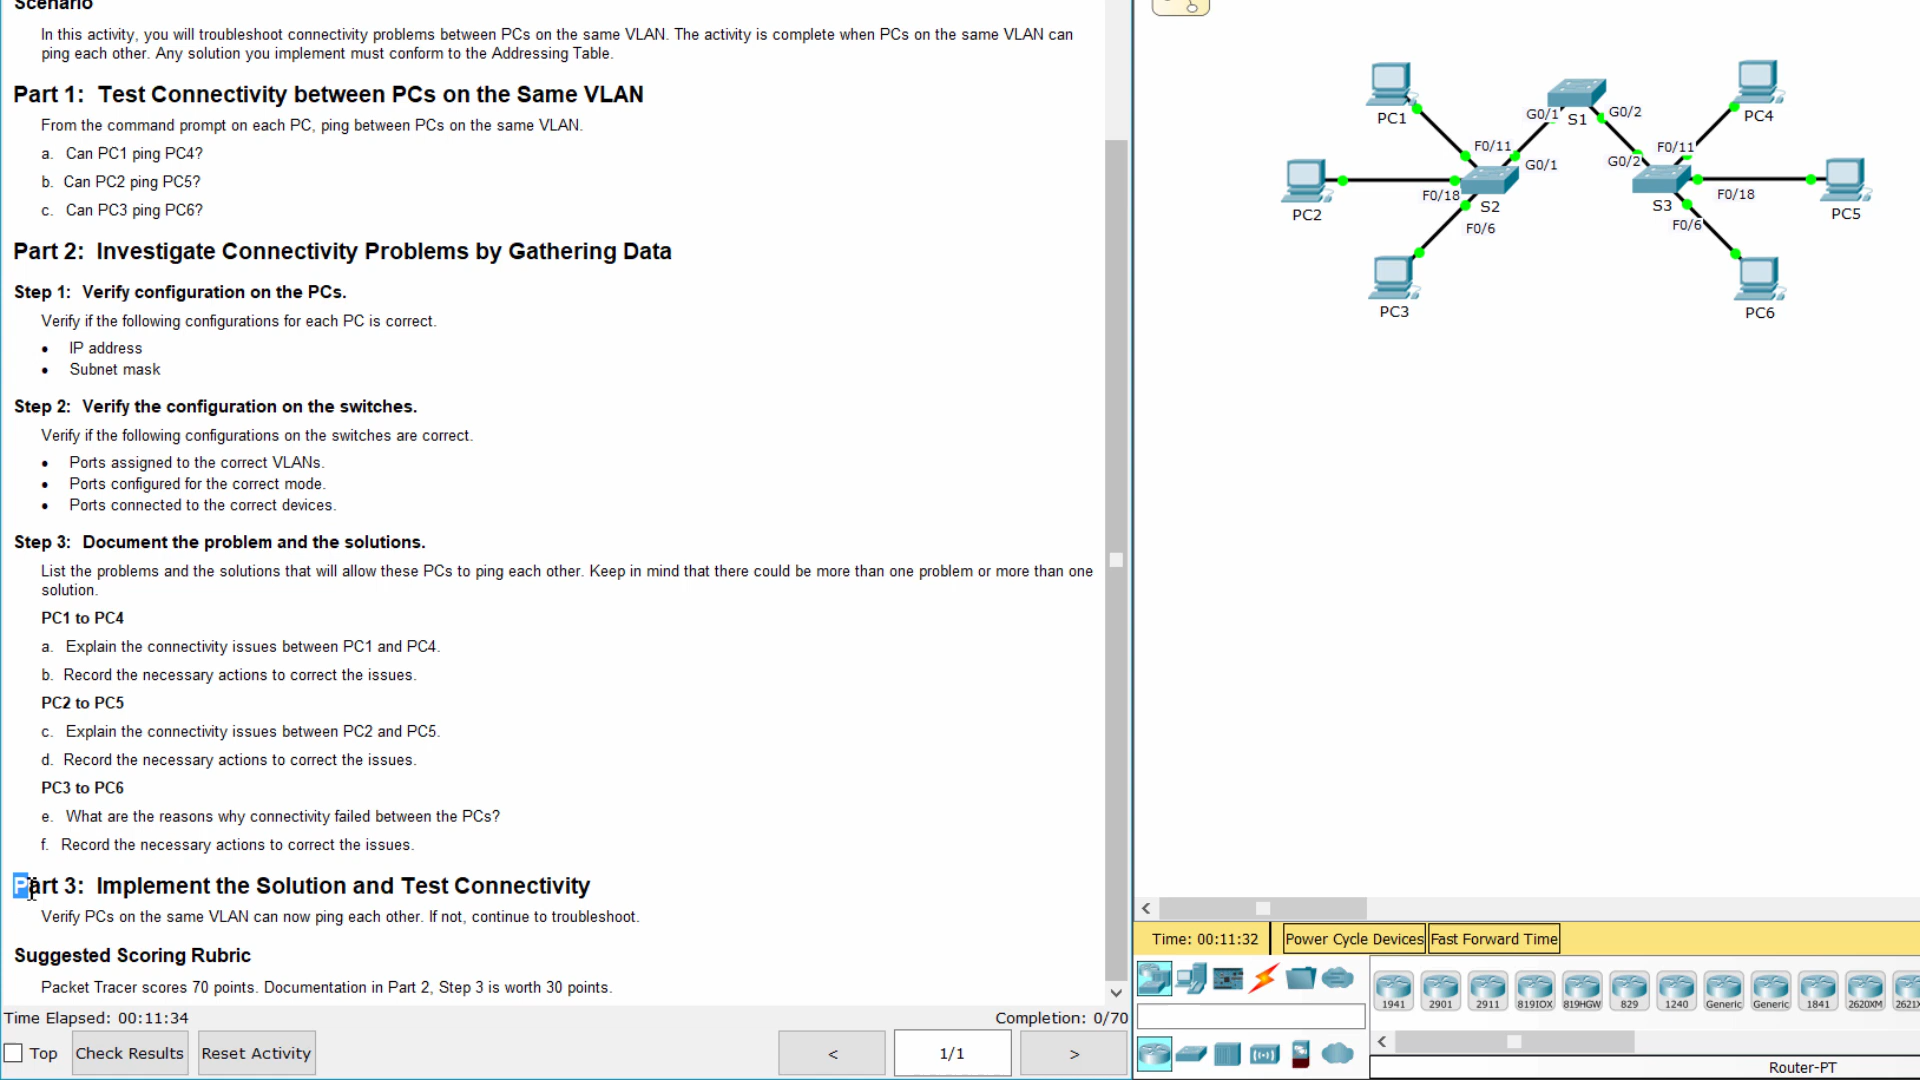 Scenario
In this activity, you will troubleshoot connectivity problems between PCs on the same VLAN. The activity is complete when PCs on the same VLAN can
ping each other. Any solution you implement must conform to the Addressing Table.
Part 1: Test Connectivity between PCs on the Same VLAN
From the command prompt on each PC, ping between PCs on the same VLAN.
a. Can PC1 ping PC4?
b. Can PC2 ping PC5?
c. Can PC3 ping PC6?
Part 2: Investigate Connectivity Problems by Gathering Data
Step 1: Verify configuration on the PCs.
Verify if the following configurations for each PC is correct.
• IP address
• Subnet mask
Step 2: Verify the configuration on the switches.
Verify if the following configurations on the switches are correct.
• Ports assigned to the correct VLANs.
• Ports configured for the correct mode.
• Ports connected to the correct devices.
Step 3: Document the problem and the solutions.
List the problems and the solutions that will allow these PCs to ping each other. Keep in mind that there could be more than one problem or more than one
solution.
PC1 to PC4
a. Explain the connectivity issues between PC1 and PC4.
b. Record the necessary actions to correct the issues.
PC2 to PC5
c. Explain the connectivity issues between PC2 and PC5.
d. Record the necessary actions to correct the issues.
PC3 to PC6
e. What are the reasons why connectivity failed between the PCs?
f. Record the necessary actions to correct the issues.
Part 3: Implement the Solution and Test Connectivity
Verify PCs on the same VLAN can now ping each other. If not, continue to troubleshoot.
Suggested Scoring Rubric
Packet Tracer scores 70 points. Documentation in Part 2, Step 3 is worth 30 points.
Time Elapsed: 00:11:34
Completion: 0/70
Top
Check Results
Reset Activity
<
1/1
>
PC1
G0/1
S1
G0/2
PC4
F0/11
G0/1
G0/2
F0/11
PC2
F0/18
S2
S3
F0/18
PC5
F0/6
F0/6
PC3
PC6
Time: 00:11:32
Power Cycle Devices
Fast Forward Time
1941
2901
2911
819IOX
819HGW
829
1240
Generic
Generic
1841
2620XM
2621X
Router-PT